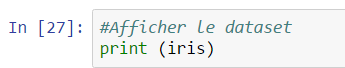 In [27]: #Afficher le dataset
print (iris)